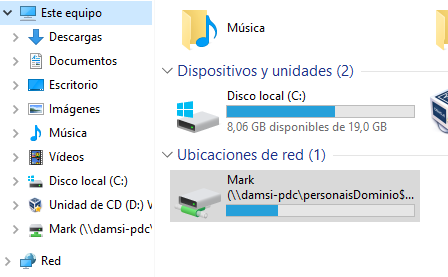 Este equipo
Descargas
Documentos
Escritorio
Imágenes
Música
Vídeos
Disco local (C:)
Unidad de CD (D:) V
Mark (\\damsi-pdc\
Red
Música
Dispositivos y unidades (2)
Disco local (C:)
8,06 GB disponibles de 19,0 GB
Ubicaciones de red (1)
Mark
(\\damsi-pdc\personaisDominio$...